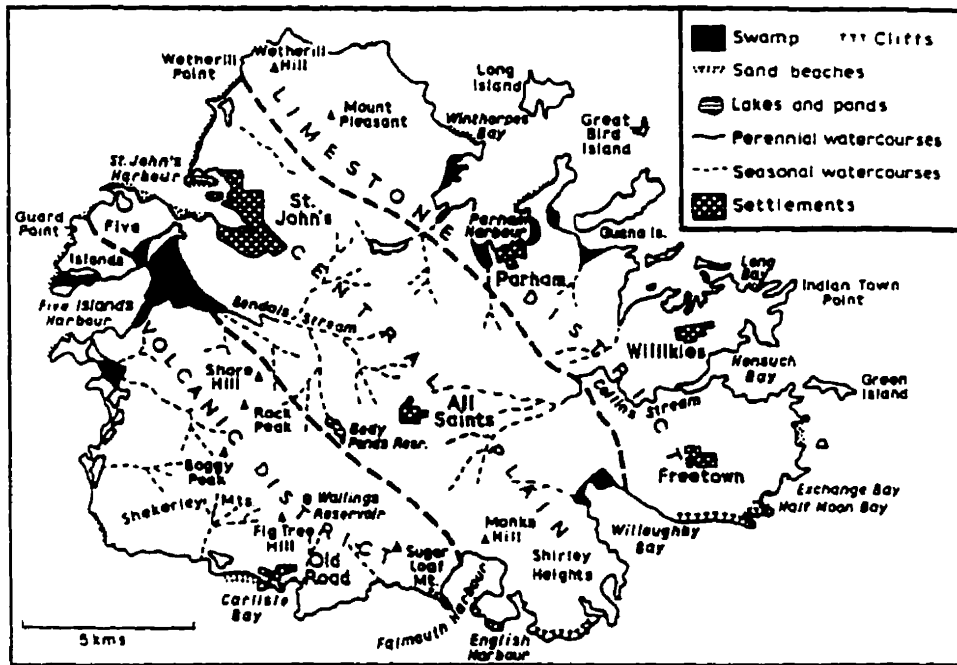 Swamp
Cliffs
Sand beaches
Lakes and ponds
Perennial watercourses
Seasonal watercourses
Settlements
Wetherill Point
Wetherill Hill
Mount Pleasant
Long Island
Winthorpes Bay
Great Bird Island
St. John's Harbour
St. John's
LIMESTONE DISTRICT
Parham Harbour
Parham
Guana Is.
Guard Point
Five Islands
Five Islands Harbour
Long Bay
Indian Town Point
Willikies
Nonsuch Bay
Green Island
Bendals Stream
CENTRAL PLAIN
Collins Stream
VOLCANIC DISTRICT
Shore Hill
Rock Peak
All Saints
Body Ponds Resr.
Boggy Peak
Freetown
Exchange Bay
Half Moon Bay
Willoughby Bay
Shekerley Mts
Wallings Reservoir
Fig Tree Hill
Old Road
Sugar Loaf Mt.
Monks Hill
Shirley Heights
Carlisle Bay
Falmouth Harbour
English Harbour
5 kms